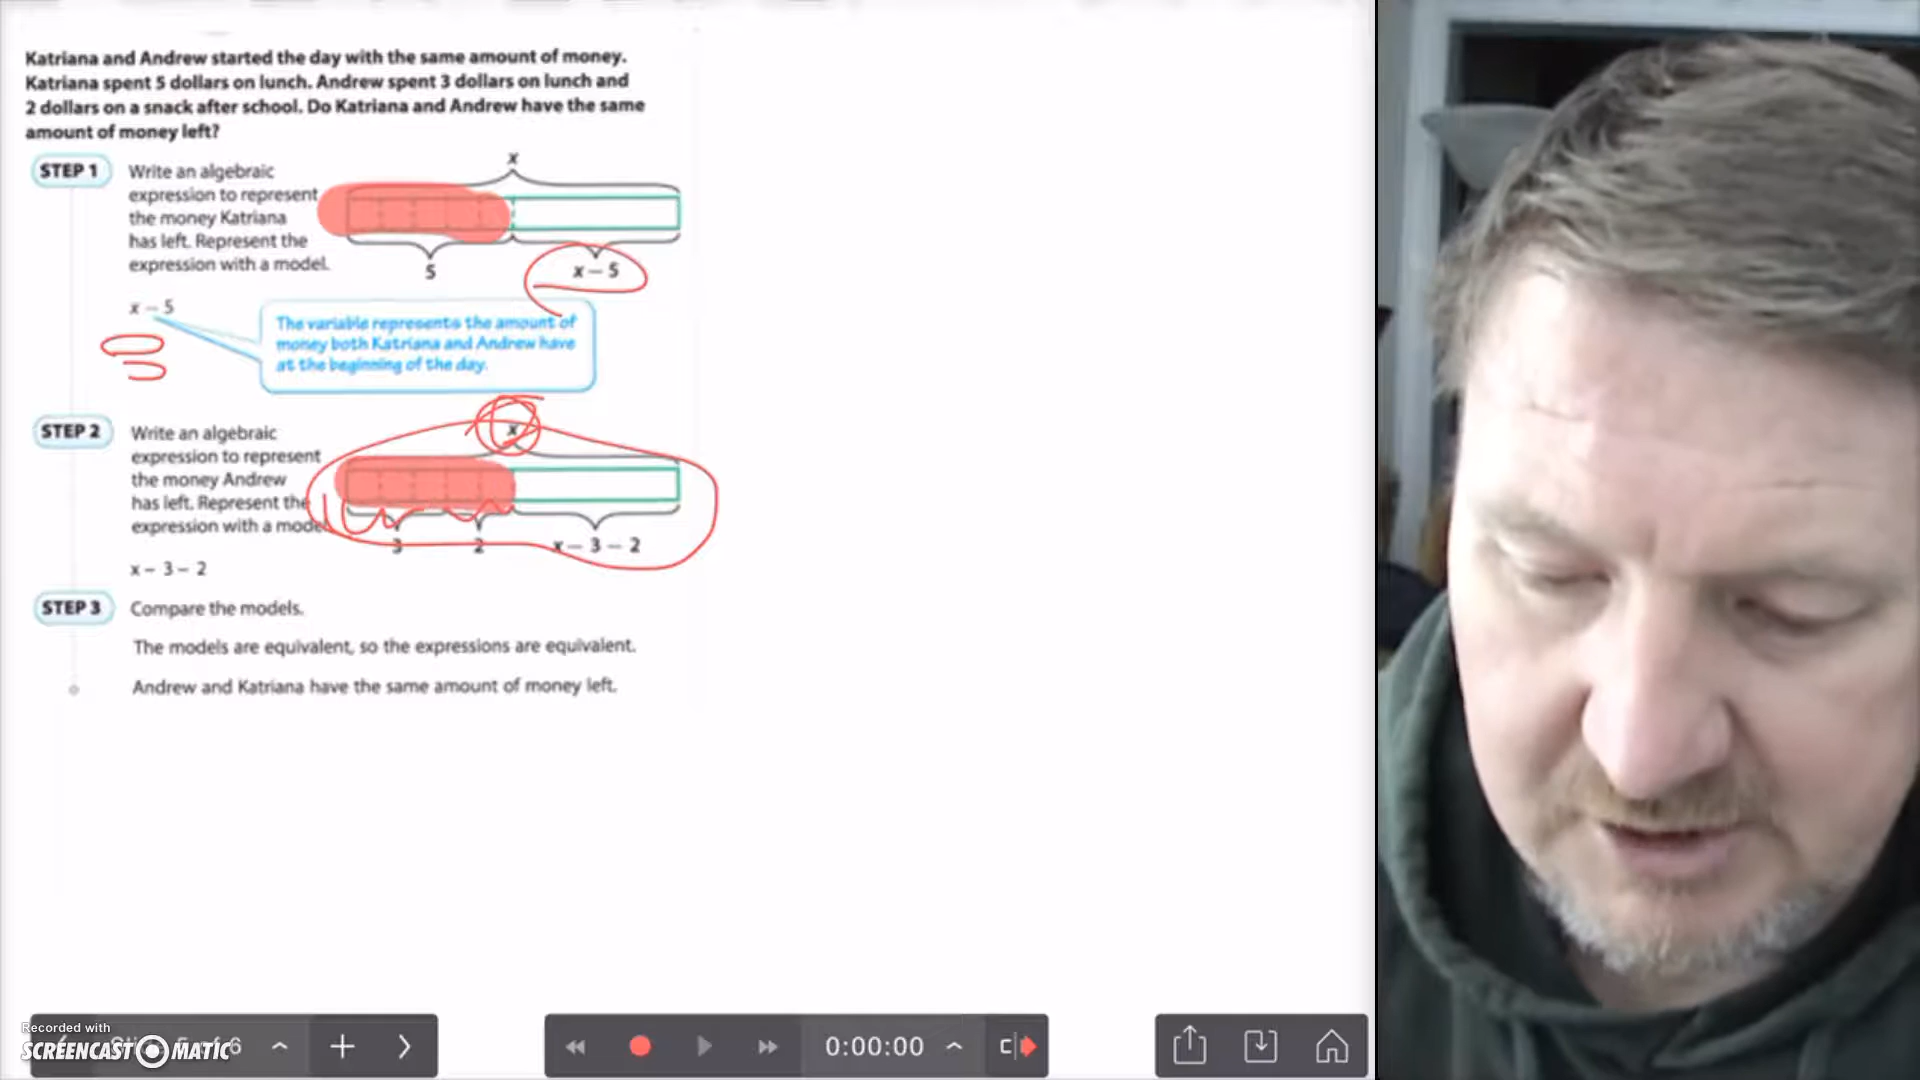 Katriana and Andrew started the day with the same amount of money.
Katriana spent 5 dollars on lunch. Andrew spent 3 dollars on lunch and
2 dollars on a snack after school. Do Katriana and Andrew have the same
amount of money left?
STEP 1
Write an algebraic
expression to represent
the money Katriana
has left. Represent the
expression with a model.
x
5
x – 5
x – 5
The variable represents the amount of
money both Katriana and Andrew have
at the beginning of the day.
STEP 2
Write an algebraic
expression to represent
the money Andrew
has left. Represent the
expression with a model
x
3
2
x – 3 – 2
x – 3 – 2
STEP 3
Compare the models.
The models are equivalent, so the expressions are equivalent.
Andrew and Katriana have the same amount of money left.
Recorded with
SCREENCAST MATIC
6
0:00:00